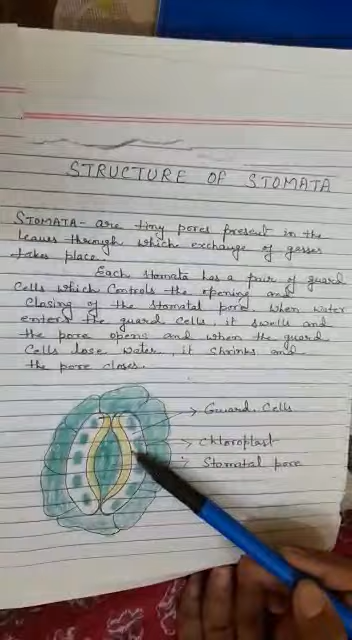 STRUCTURE OF STOMATA
STOMATA - are tiny pores present in the
leaves through which exchange of gasses
takes place.
Each stomata has a pair of guard
cells which controls the opening and
closing of the stomatal pore. When water
enters the guard cells, it swells and
the pore opens and when the guard
cells lose water, it shrinks and
the pore closes.
Guard Cells
Chloroplast
Stomatal pore